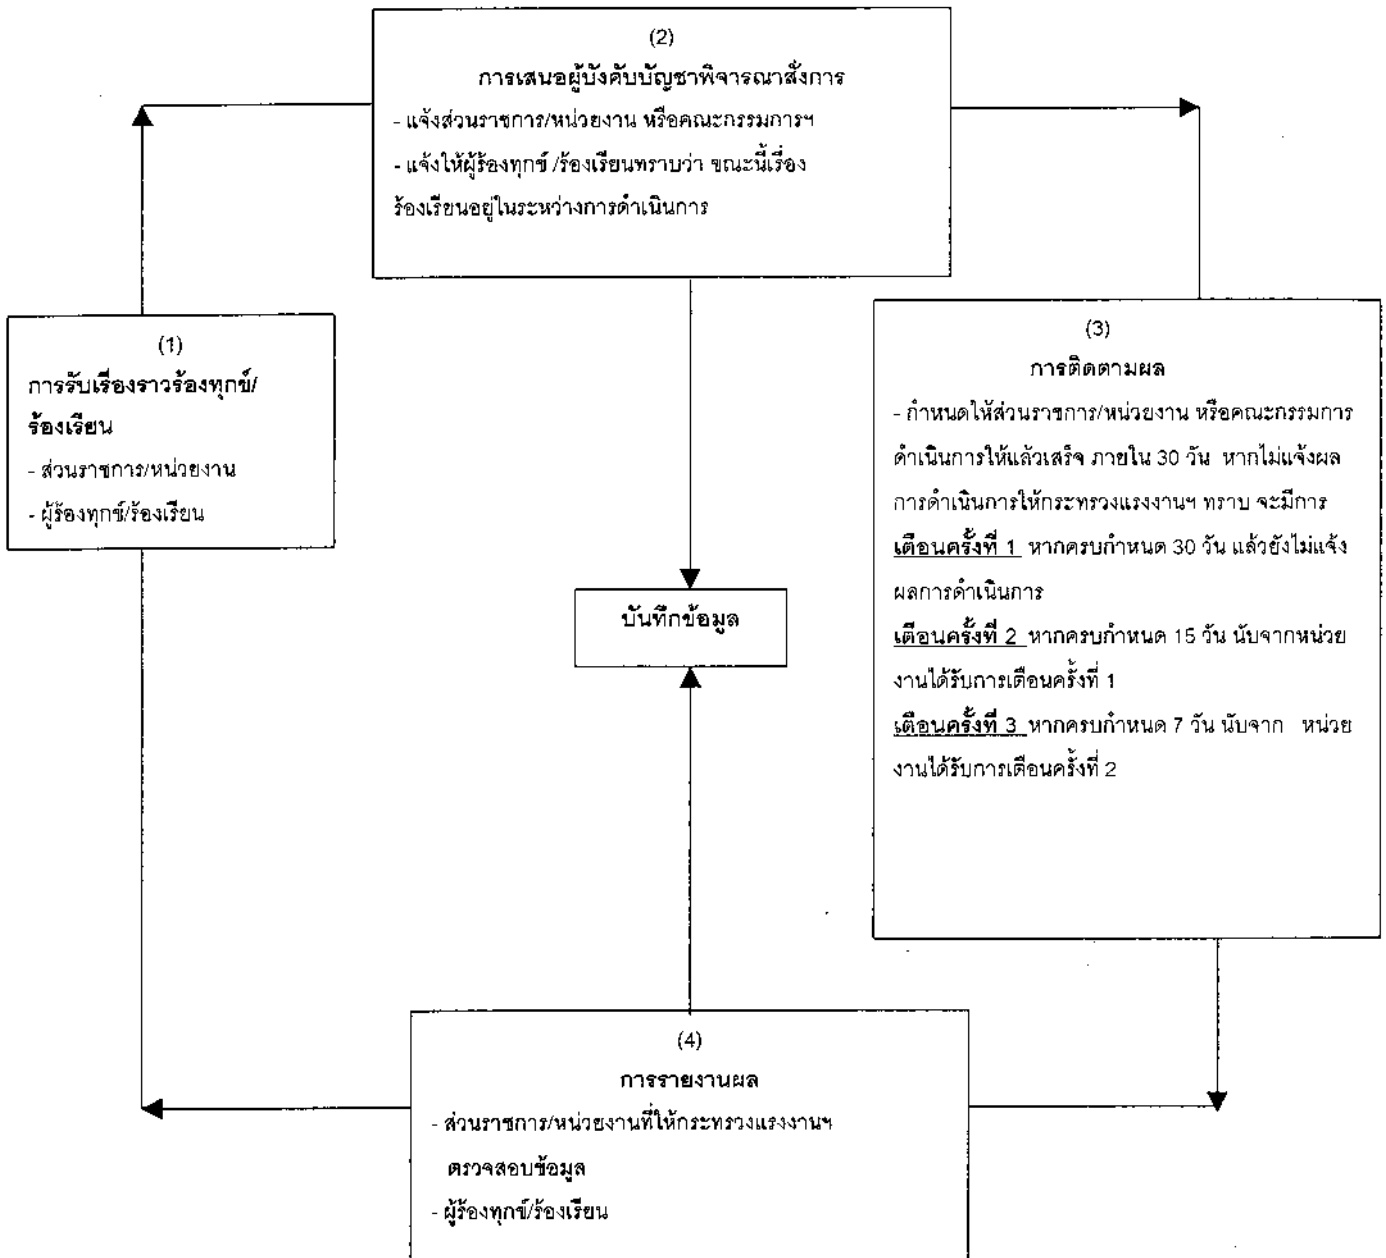 (2)
การเสนอผู้บังคับบัญชาพิจารณาสั่งการ
- แจ้งส่วนราชการ/หน่วยงาน หรือคณะกรรมการฯ
- แจ้งให้ผู้ร้องทุกข์ /ร้องเรียนทราบว่า ขณะนี้เรื่อง
ร้องเรียนอยู่ในระหว่างการดำเนินการ
(1)
การรับเรื่องราวร้องทุกข์/
ร้องเรียน
- ส่วนราชการ/หน่วยงาน
- ผู้ร้องทุกข์/ร้องเรียน
(3)
การติดตามผล
- กำหนดให้ส่วนราชการ/หน่วยงาน หรือคณะกรรมการ
ดำเนินการให้แล้วเสร็จ ภายใน 30 วัน หากไม่แจ้งผล
การดำเนินการให้กระทรวงแรงงานฯ ทราบ จะมีการ
เตือนครั้งที่ 1 หากครบกำหนด 30 วัน แล้วยังไม่แจ้ง
ผลการดำเนินการ
เตือนครั้งที่ 2 หากครบกำหนด 15 วัน นับจากหน่วย
งานได้รับการเตือนครั้งที่ 1
เตือนครั้งที่ 3 หากครบกำหนด 7 วัน นับจาก หน่วย
งานได้รับการเตือนครั้งที่ 2
บันทึกข้อมูล
(4)
การรายงานผล
- ส่วนราชการ/หน่วยงานที่ให้กระทรวงแรงงานฯ
ตรวจสอบข้อมูล
- ผู้ร้องทุกข์/ร้องเรียน